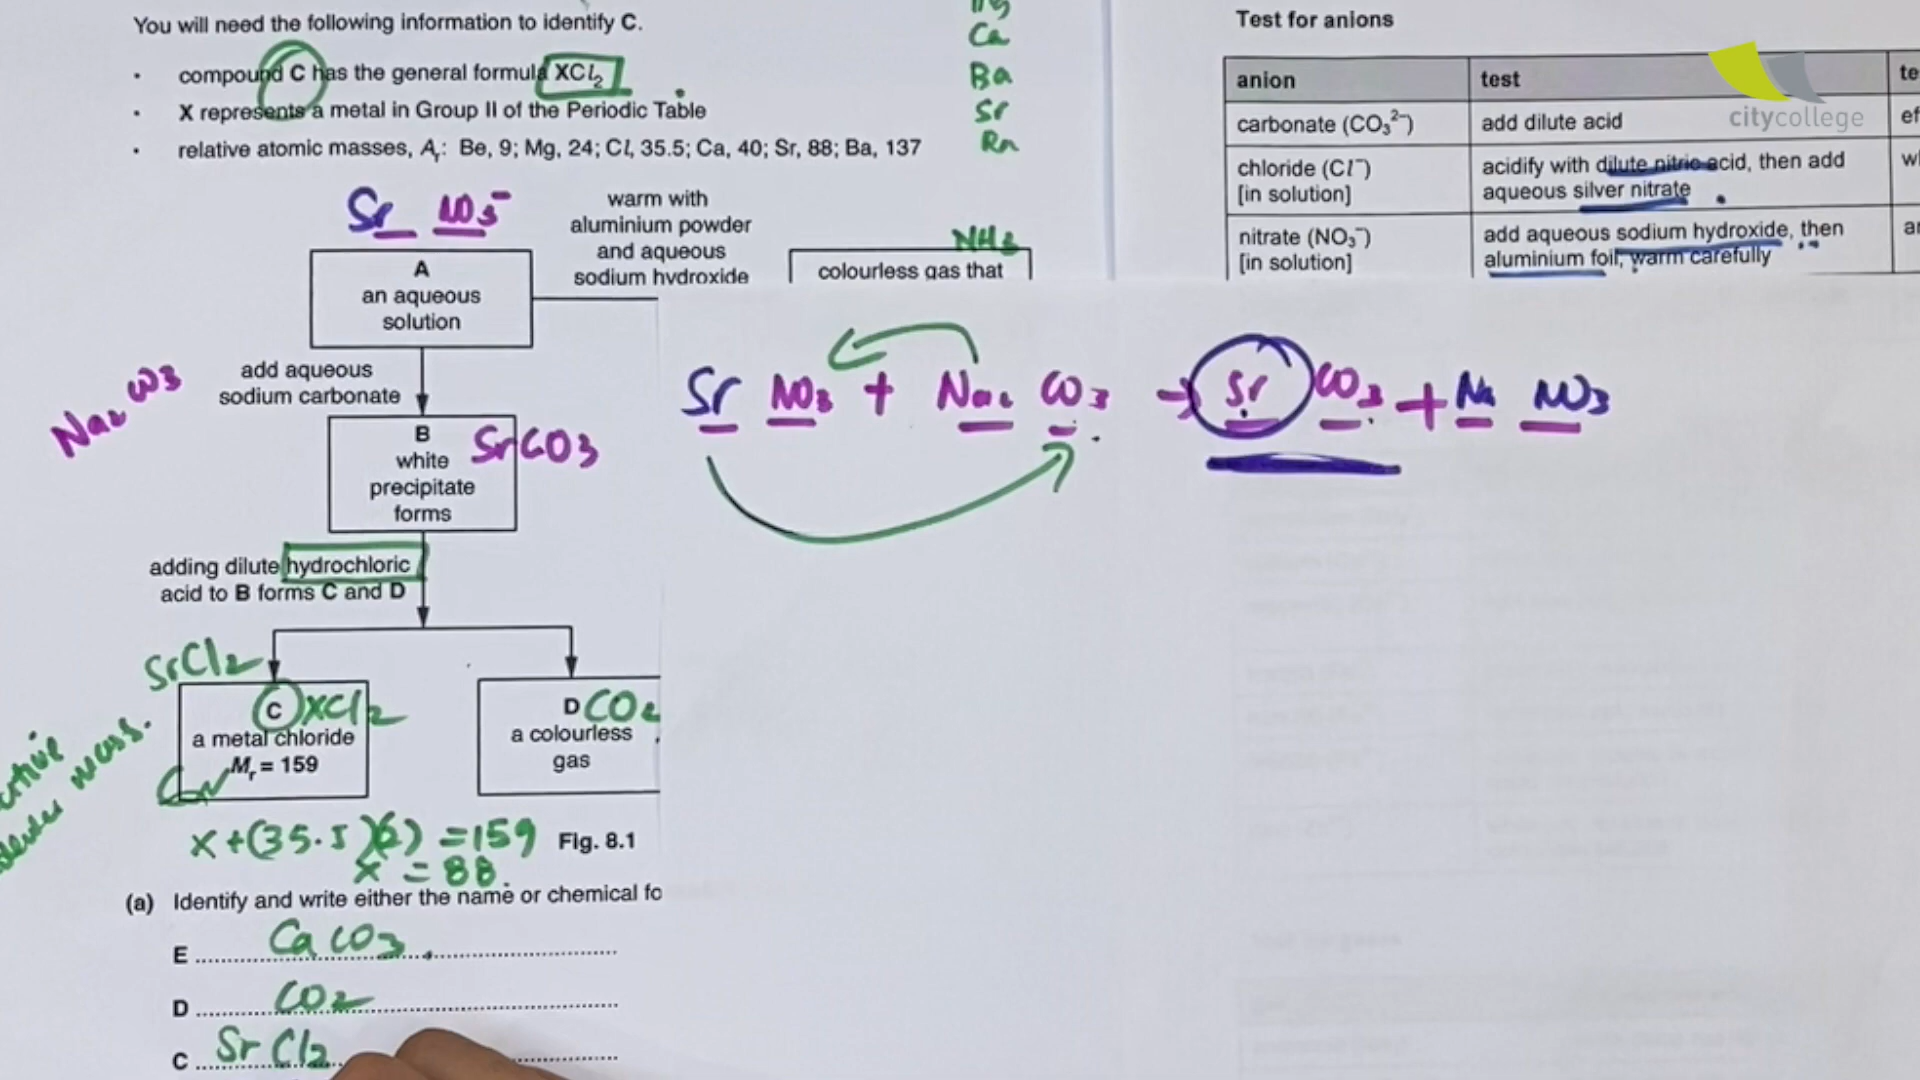 You will need the following information to identify C.
• compound C has the general formula XCl₂
• X represents a metal in Group II of the Periodic Table
• relative atomic masses, Aᵣ: Be, 9; Mg, 24; Cl, 35.5; Ca, 40; Sr, 88; Ba, 137
Ca
Ba
Sr
Ra
Sr NO3⁻
A
an aqueous
solution
warm with
aluminium powder
and aqueous
sodium hydroxide
NH3
colourless gas that
Na2CO3
add aqueous
sodium carbonate
B
white
precipitate
forms
SrCO3
adding dilute hydrochloric
acid to B forms C and D
SrCl2
C XCl2
a metal chloride
Mᵣ = 159
D CO2
a colourless
gas
mass.
x + (35.5)(2) = 159
x = 88.
Fig. 8.1
(a) Identify and write either the name or chemical fo
E CaCO3
D CO2
C SrCl2
Test for anions
anion test te
carbonate (CO₃²⁻) add dilute acid ef
chloride (Cl⁻)
[in solution]
acidify with dilute nitric acid, then add
aqueous silver nitrate
nitrate (NO₃⁻)
[in solution]
add aqueous sodium hydroxide, then
aluminium foil; warm carefully
citycollege
Sr NO3 + Na2 CO3 → Sr CO3 + Na NO3